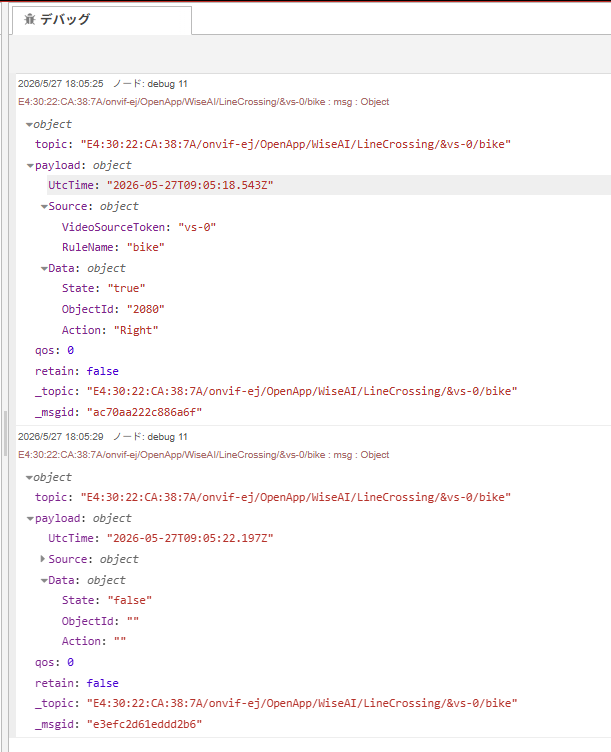 デバッグ
2026/5/27 18:05:25 ノード: debug 11
E4:30:22:CA:38:7A/onvif-ej/OpenApp/WiseAI/LineCrossing/&vs-0/bike : msg : Object
object
topic: "E4:30:22:CA:38:7A/onvif-ej/OpenApp/WiseAI/LineCrossing/&vs-0/bike"
payload: object
UtcTime: "2026-05-27T09:05:18.543Z"
Source: object
VideoSourceToken: "vs-0"
RuleName: "bike"
Data: object
State: "true"
ObjectId: "2080"
Action: "Right"
qos: 0
retain: false
_topic: "E4:30:22:CA:38:7A/onvif-ej/OpenApp/WiseAI/LineCrossing/&vs-0/bike"
_msgid: "ac70aa222c886a6f"
2026/5/27 18:05:29 ノード: debug 11
E4:30:22:CA:38:7A/onvif-ej/OpenApp/WiseAI/LineCrossing/&vs-0/bike : msg : Object
object
topic: "E4:30:22:CA:38:7A/onvif-ej/OpenApp/WiseAI/LineCrossing/&vs-0/bike"
payload: object
UtcTime: "2026-05-27T09:05:22.197Z"
Source: object
Data: object
State: "false"
ObjectId: ""
Action: ""
qos: 0
retain: false
_topic: "E4:30:22:CA:38:7A/onvif-ej/OpenApp/WiseAI/LineCrossing/&vs-0/bike"
_msgid: "e3efc2d61eddd2b6"